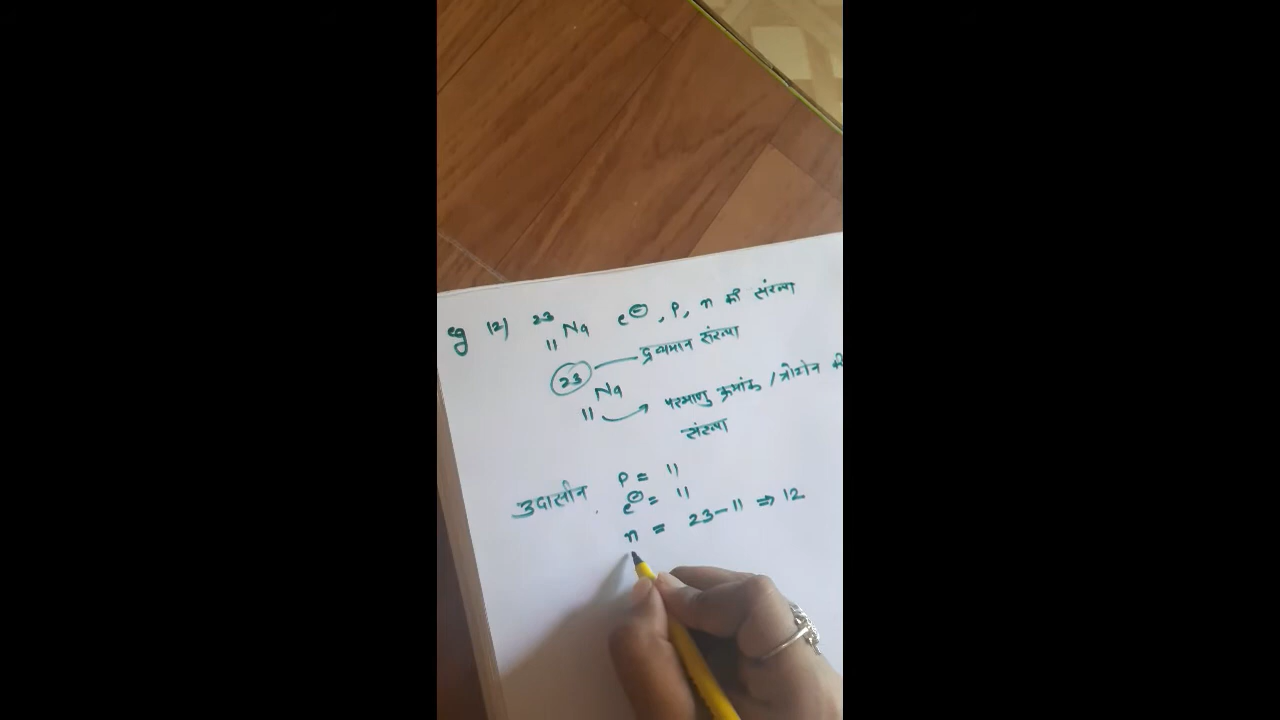 eg 12) 23 11 Na e⊖, P, n की संख्या
23 — द्रव्यमान संख्या
Na
11 → परमाणु क्रमांक / प्रोटोन की
संख्या
P = 11
उदासीन e⊖ = 11
n = 23-11 ⇒ 12